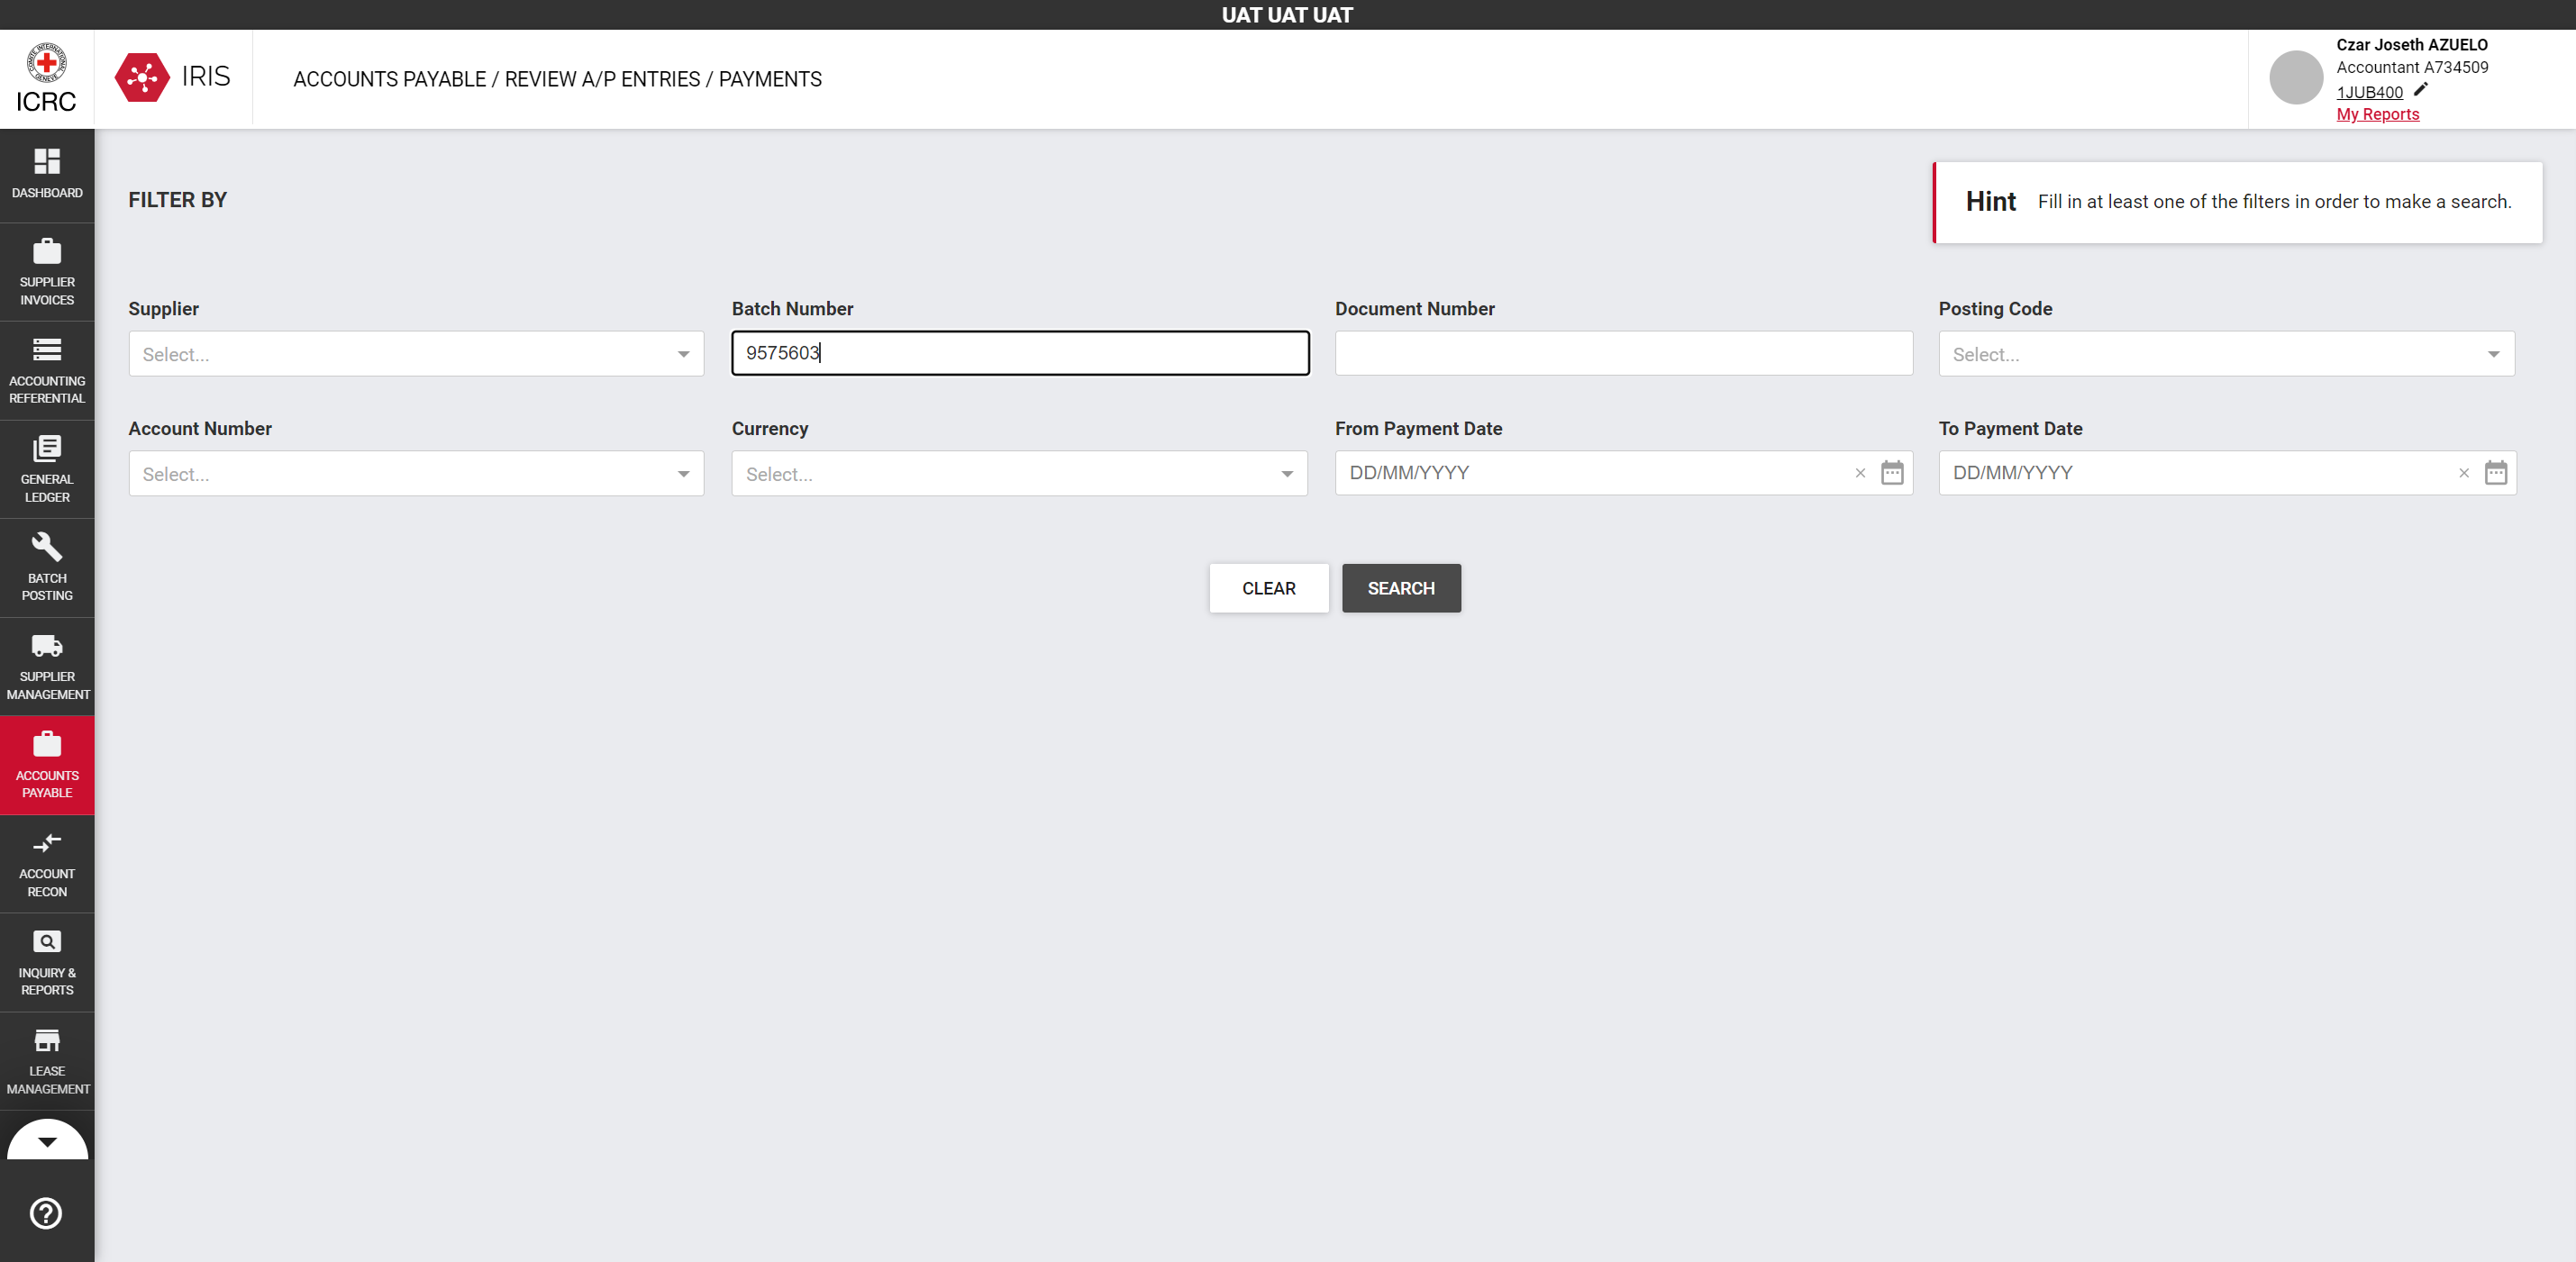 UAT UAT UAT
COMITE INTERNATIONAL GENEVE
ICRC
IRIS
ACCOUNTS PAYABLE / REVIEW A/P ENTRIES / PAYMENTS
Czar Joseth AZUELO
Accountant A734509
1JUB400
My Reports
DASHBOARD
SUPPLIER
INVOICES
ACCOUNTING
REFERENTIAL
GENERAL
LEDGER
BATCH
POSTING
SUPPLIER
MANAGEMENT
ACCOUNTS
PAYABLE
ACCOUNT
RECON
INQUIRY &
REPORTS
LEASE
MANAGEMENT
FILTER BY
Hint Fill in at least one of the filters in order to make a search.
Supplier Batch Number Document Number Posting Code
Select... 9575603 Select...
Account Number Currency From Payment Date To Payment Date
Select... Select... DD/MM/YYYY DD/MM/YYYY
CLEAR SEARCH